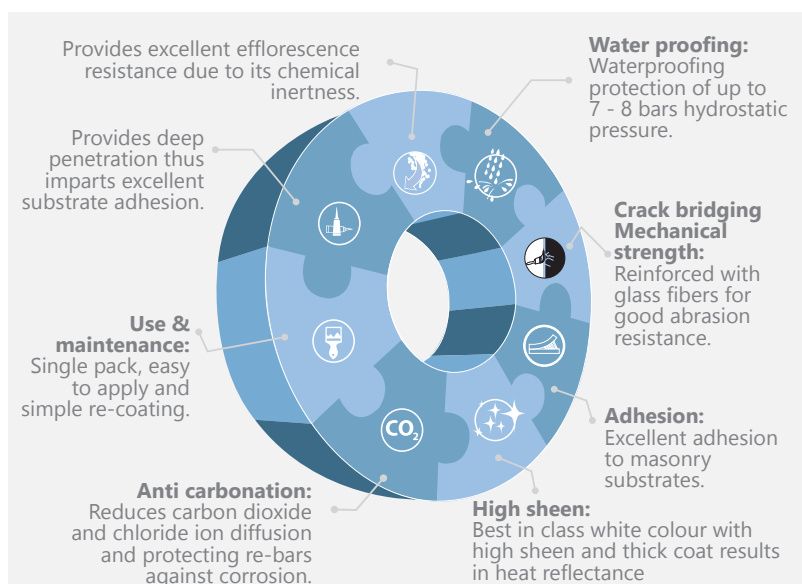 Provides excellent efflorescence
resistance due to its chemical
inertness.
Water proofing:
Waterproofing
protection of up to
7 - 8 bars hydrostatic
pressure.
Provides deep
penetration thus
imparts excellent
substrate adhesion.
Crack bridging
Mechanical
strength:
Reinforced with
glass fibers for
good abrasion
resistance.
Use &
maintenance:
Single pack, easy
to apply and
simple re-coating.
CO₂
Adhesion:
Excellent adhesion
to masonry
substrates.
Anti carbonation:
Reduces carbon dioxide
and chloride ion diffusion
and protecting re-bars
against corrosion.
High sheen:
Best in class white colour with
high sheen and thick coat results
in heat reflectance